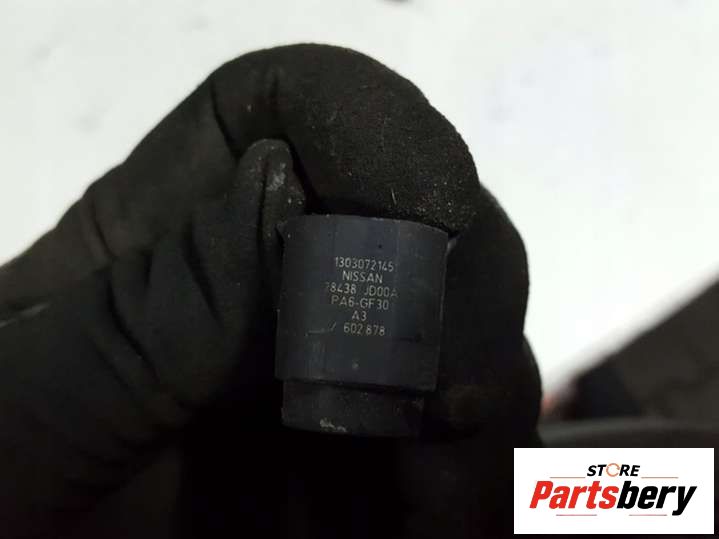 1303072145
NISSAN
28438 JD00A
PA6-GF30
A3
602 878
STORE
Partsbery